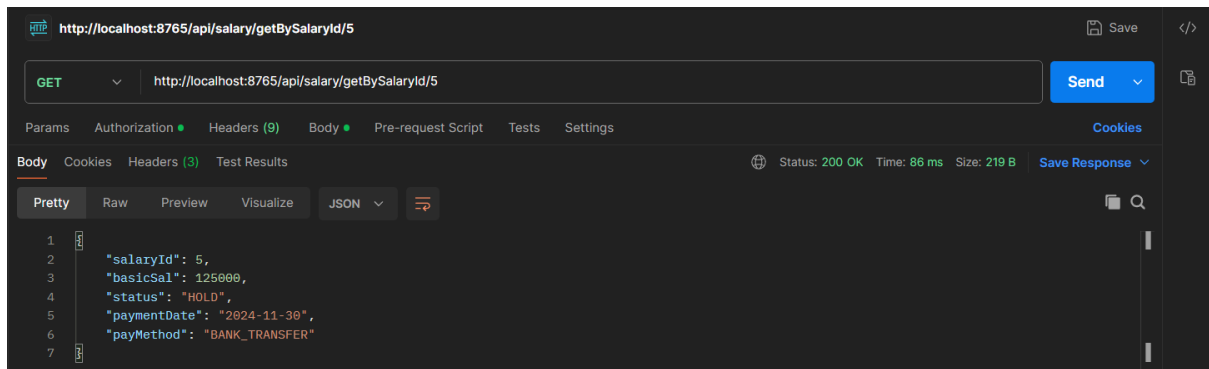 HTTP http://localhost:8765/api/salary/getBySalaryId/5 Save </>
GET http://localhost:8765/api/salary/getBySalaryId/5 Send
Params Authorization Headers (9) Body Pre-request Script Tests Settings Cookies
Body Cookies Headers (3) Test Results Status: 200 OK Time: 86 ms Size: 219 B Save Response
Pretty Raw Preview Visualize JSON
1 {
2 "salaryId": 5,
3 "basicSal": 125000,
4 "status": "HOLD",
5 "paymentDate": "2024-11-30",
6 "payMethod": "BANK_TRANSFER"
7 }